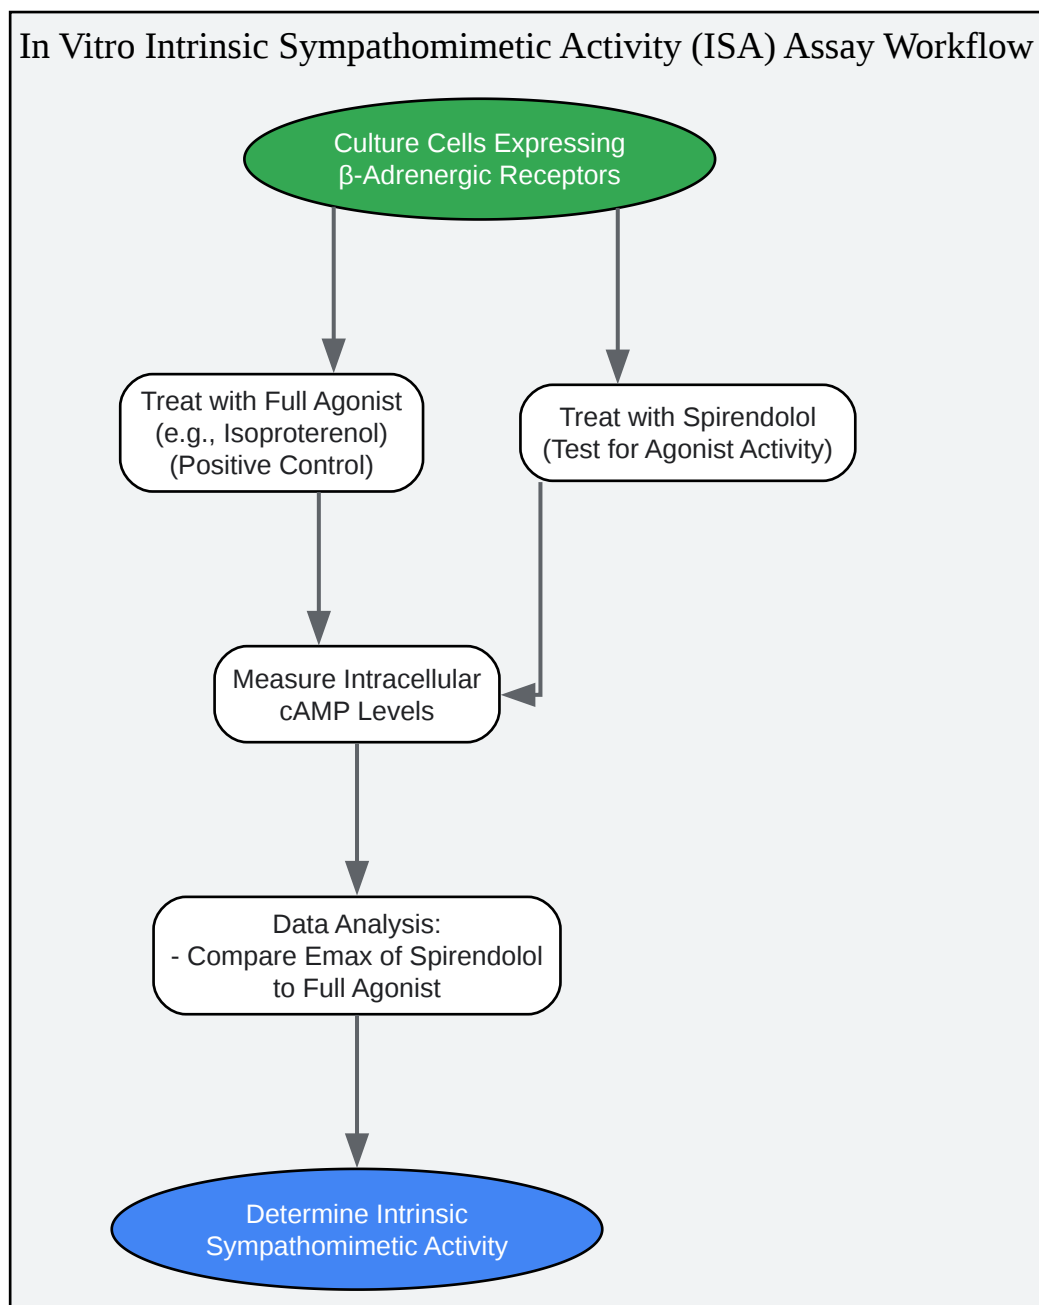 In Vitro Intrinsic Sympathomimetic Activity (ISA) Assay Workflow
Culture Cells Expressing
β-Adrenergic Receptors
Treat with Full Agonist
(e.g., Isoproterenol)
(Positive Control)
Treat with Spirendolol
(Test for Agonist Activity)
Measure Intracellular
cAMP Levels
Data Analysis:
- Compare Emax of Spirendolol
to Full Agonist
Determine Intrinsic
Sympathomimetic Activity